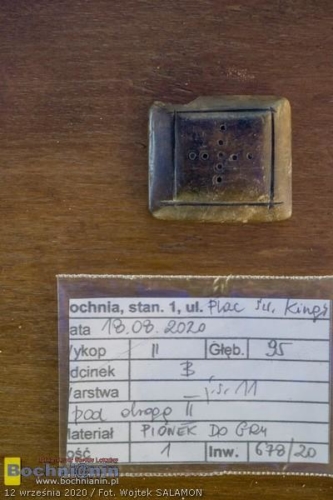 ochnia, stan. 1, ul. Plac Św. Kingi
ata 18.08.2020
ykop II Głęb. 95
dcinek B
arstwa j.s. 11
pod drogą II
ateriał PIONEK DO GRY
ość 1 Inw. 678/20
Bochnianin.pl
www.BOCHNIANIN.pl
12 września 2020 / Fot. Wojtek SALAMON